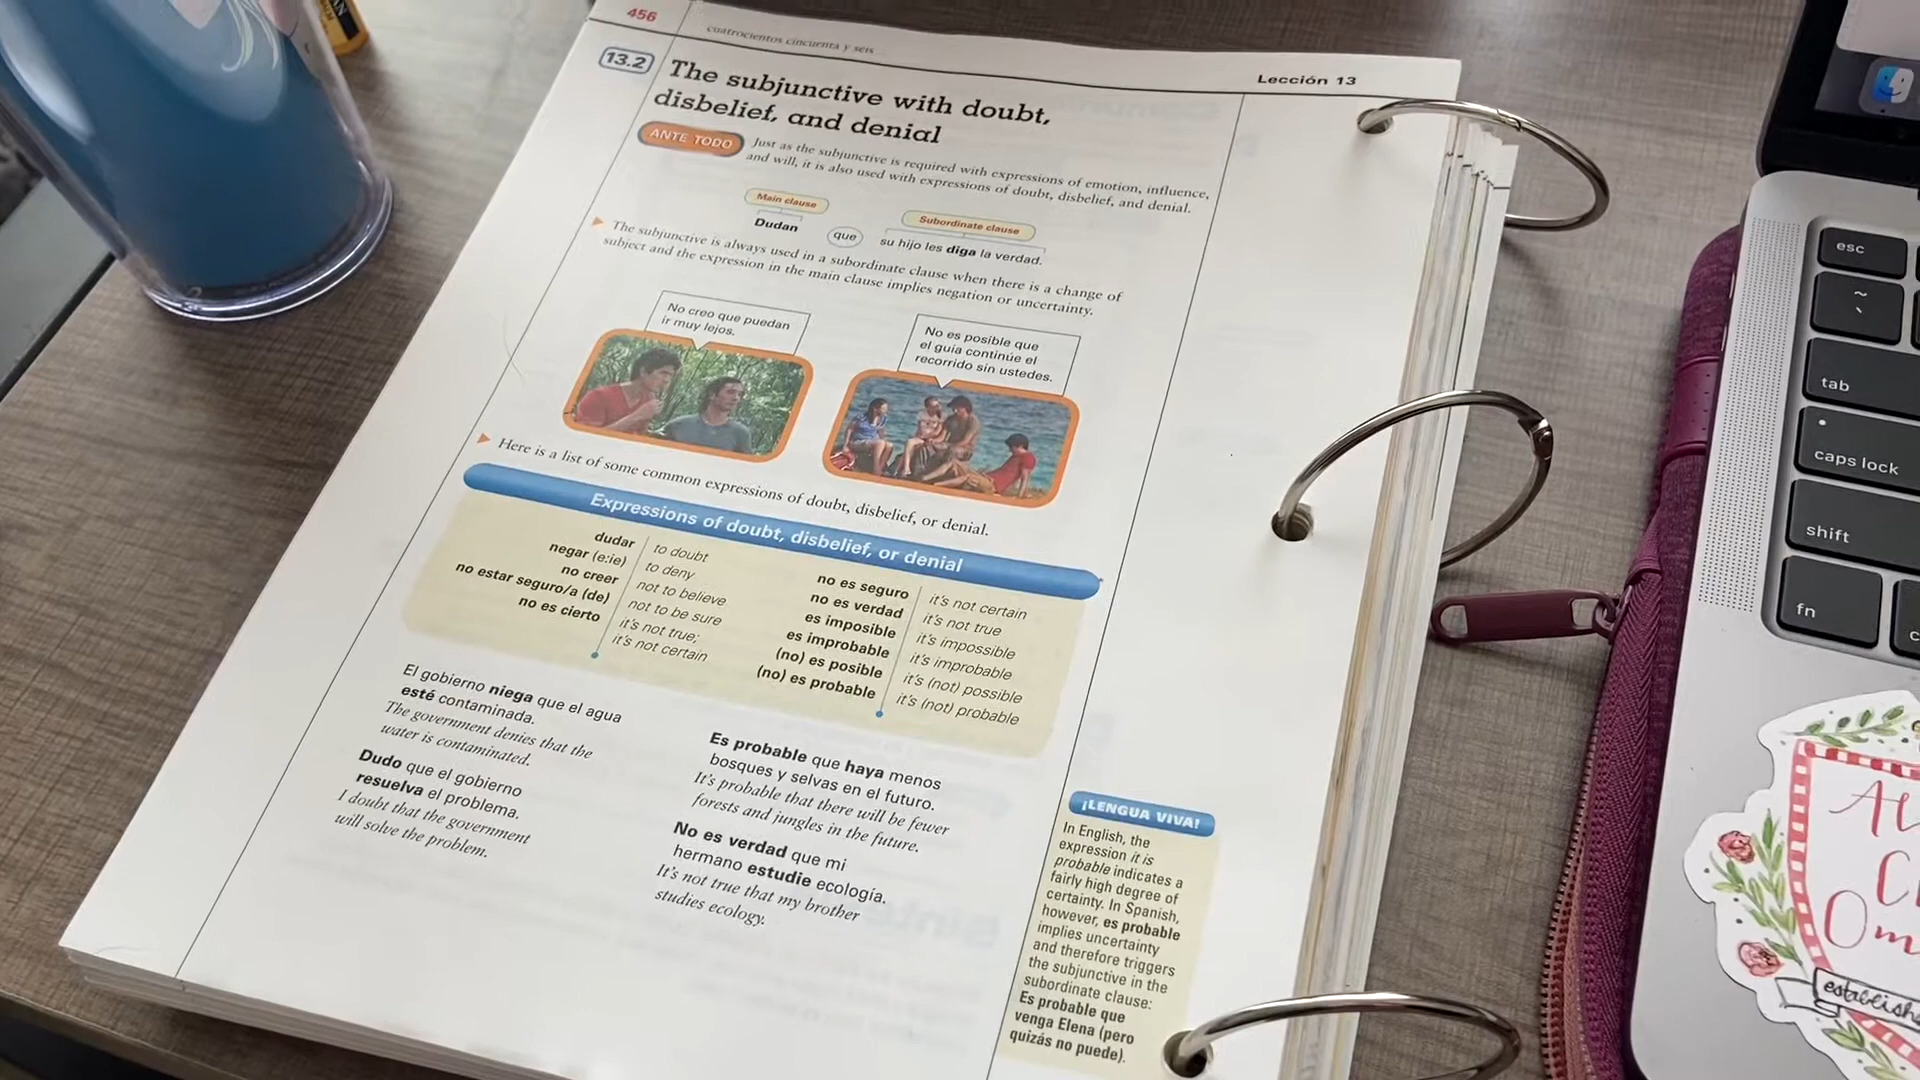 456
cuatrocientos cincuenta y seis
Lección 13
13.2
The subjunctive with doubt,
disbelief, and denial
ANTE TODO
Just as the subjunctive is required with expressions of emotion, influence,
and will, it is also used with expressions of doubt, disbelief, and denial.
Main clause
Subordinate clause
Dudan
que
su hijo les diga la verdad.
The subjunctive is always used in a subordinate clause when there is a change of
subject and the expression in the main clause implies negation or uncertainty.
No creo que puedan
ir muy lejos.
No es posible que
el guía continúe el
recorrido sin ustedes.
Here is a list of some common expressions of doubt, disbelief, or denial.
Expressions of doubt, disbelief, or denial
dudar to doubt
negar (e:ie) to deny
no creer not to believe
no estar seguro/a (de) not to be sure
no es cierto it's not true;
it's not certain
no es seguro it's not certain
no es verdad it's not true
es imposible it's impossible
es improbable it's improbable
(no) es posible it's (not) possible
(no) es probable it's (not) probable
El gobierno niega que el agua
esté contaminada.
The government denies that the
water is contaminated.
Dudo que el gobierno
resuelva el problema.
I doubt that the government
will solve the problem.
Es probable que haya menos
bosques y selvas en el futuro.
It's probable that there will be fewer
forests and jungles in the future.
No es verdad que mi
hermano estudie ecología.
It's not true that my brother
studies ecology.
¡LENGUA VIVA!
In English, the
expression it is
probable indicates a
fairly high degree of
certainty. In Spanish,
however, es probable
implies uncertainty
and therefore triggers
the subjunctive in the
subordinate clause:
Es probable que
venga Elena (pero
quizás no puede).
esc
~
`
tab
caps lock
shift
fn